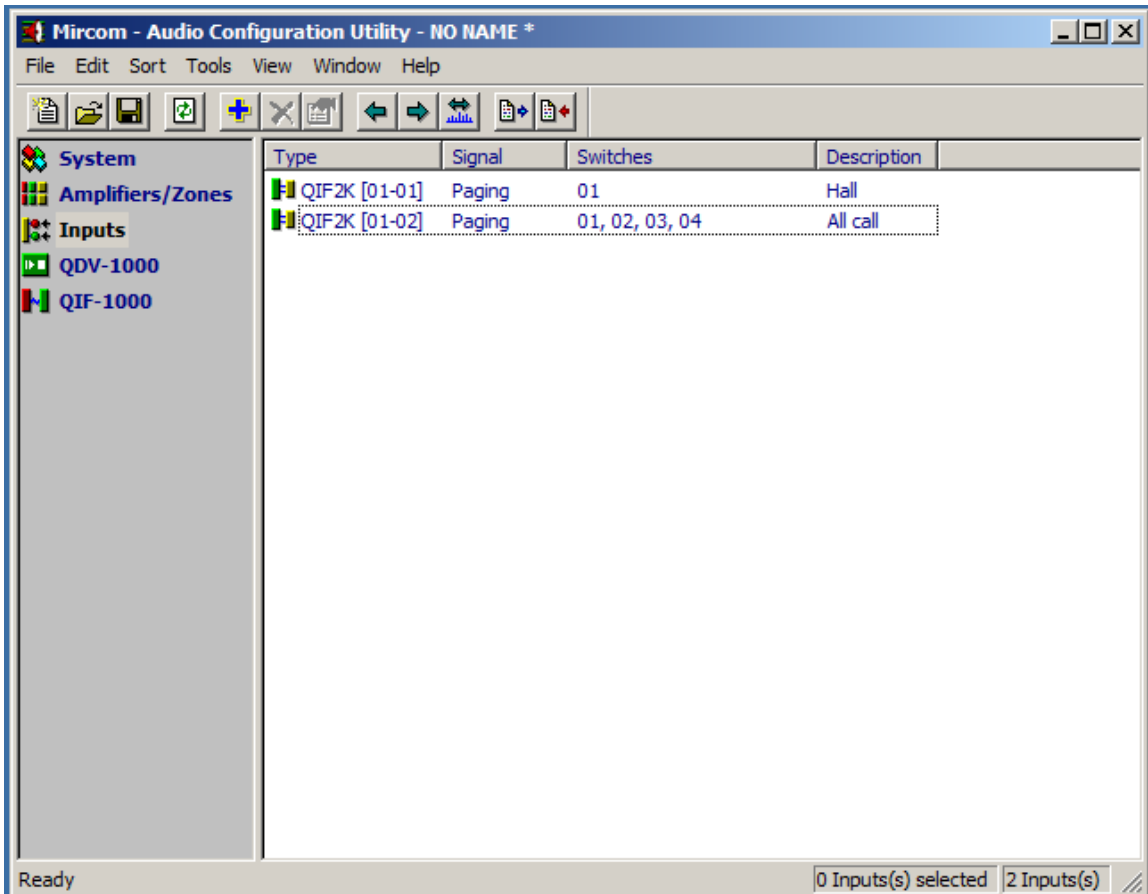 Mircom - Audio Configuration Utility - NO NAME *
File Edit Sort Tools View Window Help
System
Amplifiers/Zones
Inputs
QDV-1000
QIF-1000
Type Signal Switches Description
QIF2K [01-01] Paging 01 Hall
QIF2K [01-02] Paging 01, 02, 03, 04 All call
Ready 0 Inputs(s) selected 2 Inputs(s)